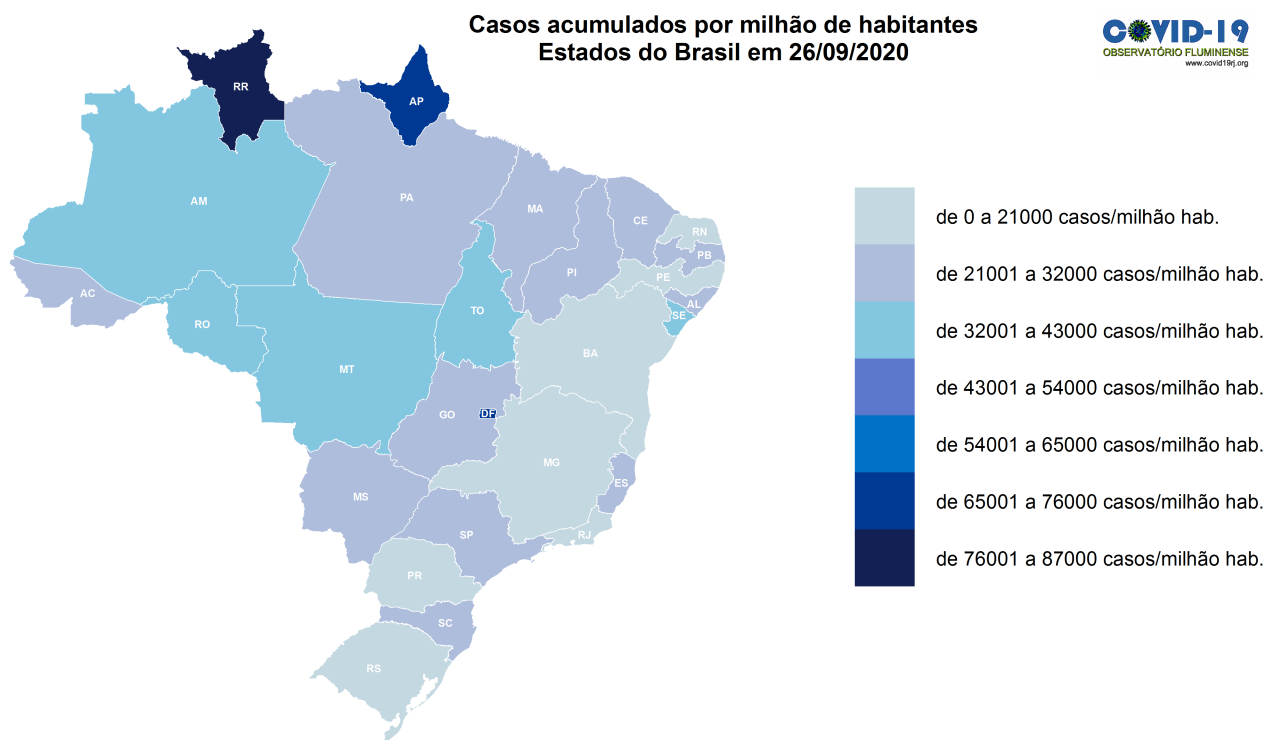 Casos acumulados por milhão de habitantes
Estados do Brasil em 26/09/2020
COVID-19
OBSERVATÓRIO FLUMINENSE
www.covid19rj.org
RR
AP
AM
PA
MA
CE
RN
PB
PI
PE
AC
AL
SE
TO
RO
BA
MT
GO
DF
MG
ES
MS
SP
RJ
PR
SC
RS
de 0 a 21000 casos/milhão hab.
de 21001 a 32000 casos/milhão hab.
de 32001 a 43000 casos/milhão hab.
de 43001 a 54000 casos/milhão hab.
de 54001 a 65000 casos/milhão hab.
de 65001 a 76000 casos/milhão hab.
de 76001 a 87000 casos/milhão hab.